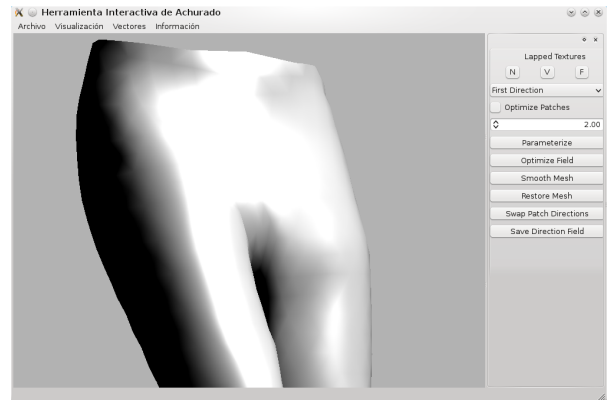 Herramienta Interactiva de Achurado
Archivo Visualización Vectores Información
Lapped Textures
N V F
First Direction
Optimize Patches
2.00
Parameterize
Optimize Field
Smooth Mesh
Restore Mesh
Swap Patch Directions
Save Direction Field